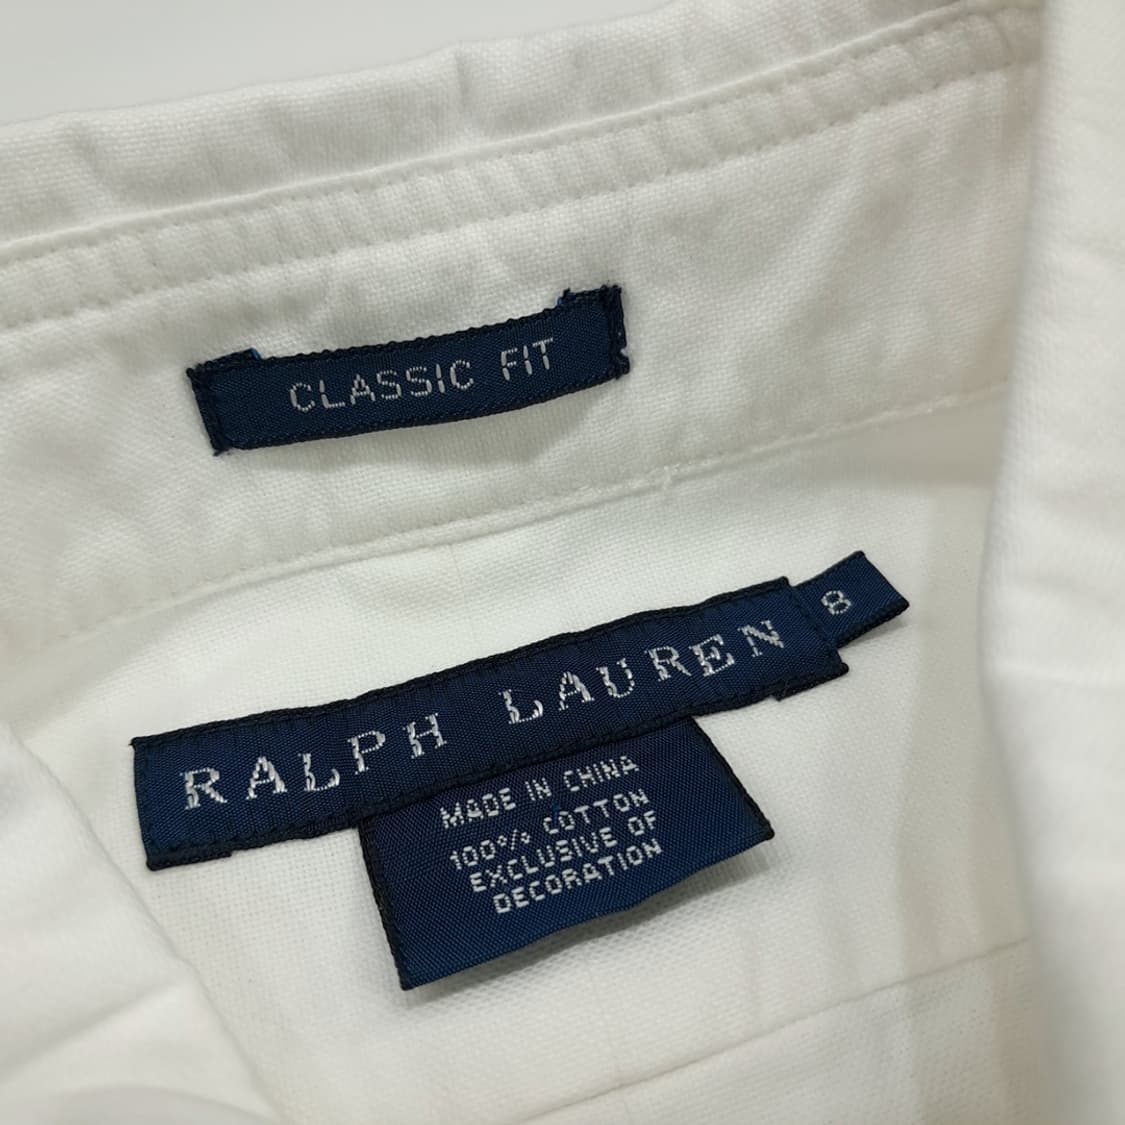 CLASSIC FIT
RALPH LAUREN
8
MADE IN CHINA
100% COTTON
EXCLUSIVE OF
DECORATION